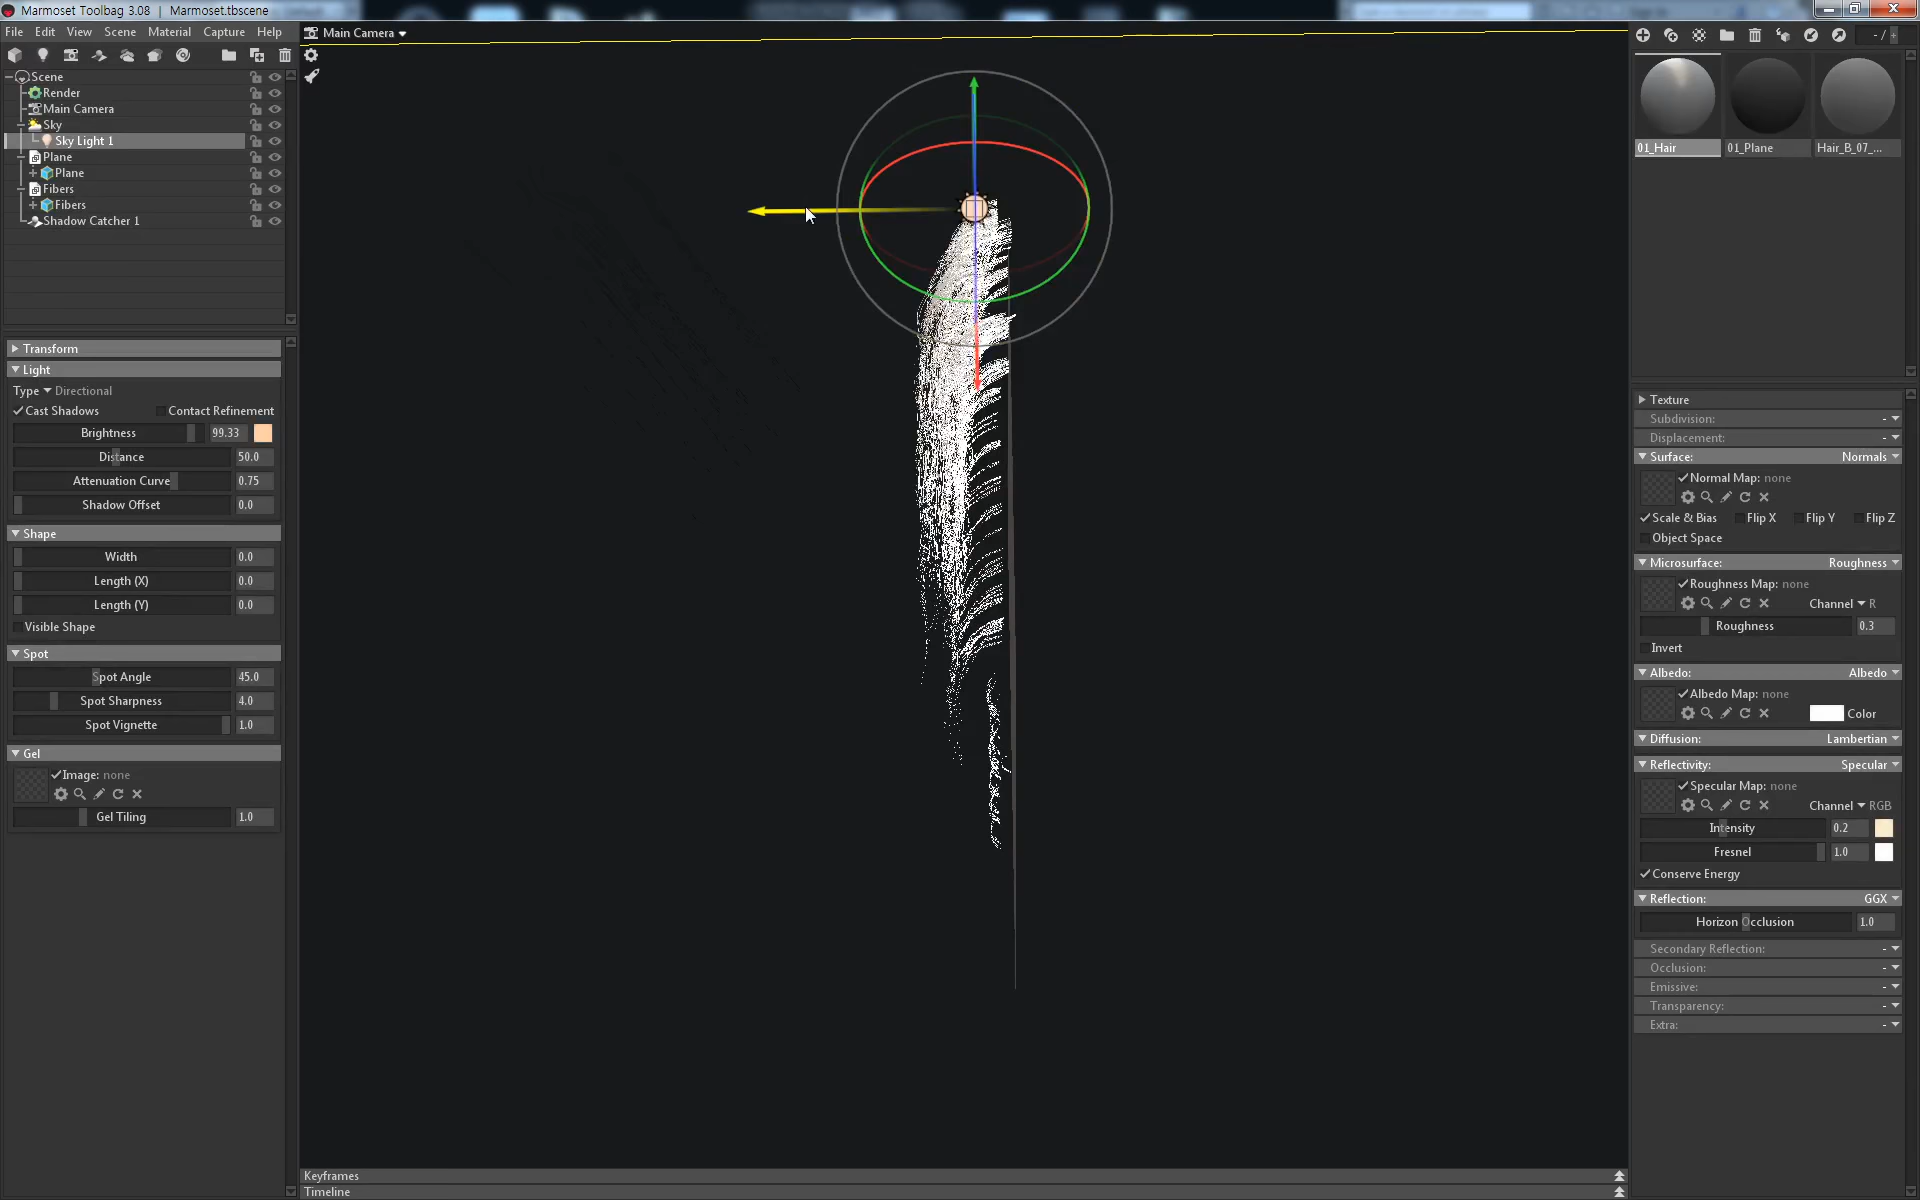 Marmoset Toolbag 3.08 | Marmoset.tbscene
File Edit View Scene Material Capture Help
Main Camera
- / +
Scene
Render
Main Camera
Sky
Sky Light 1
Plane
Plane
Fibers
Fibers
Shadow Catcher 1
Transform
Light
Type Directional
Cast Shadows Contact Refinement
Brightness 99.33
Distance 50.0
Attenuation Curve 0.75
Shadow Offset 0.0
Shape
Width 0.0
Length (X) 0.0
Length (Y) 0.0
Visible Shape
Spot
Spot Angle 45.0
Spot Sharpness 4.0
Spot Vignette 1.0
Gel
Image: none
Gel Tiling 1.0
Keyframes
Timeline
01_Hair 01_Plane Hair_B_07_...
Texture
Subdivision: -
Displacement: -
Surface: Normals
Normal Map: none
Scale & Bias Flip X Flip Y Flip Z
Object Space
Microsurface: Roughness
Roughness Map: none
Channel R
Roughness 0.3
Invert
Albedo: Albedo
Albedo Map: none
Color
Diffusion: Lambertian
Reflectivity: Specular
Specular Map: none
Channel RGB
Intensity 0.2
Fresnel 1.0
Conserve Energy
Reflection: GGX
Horizon Occlusion 1.0
Secondary Reflection: -
Occlusion: -
Emissive: -
Transparency: -
Extra: -